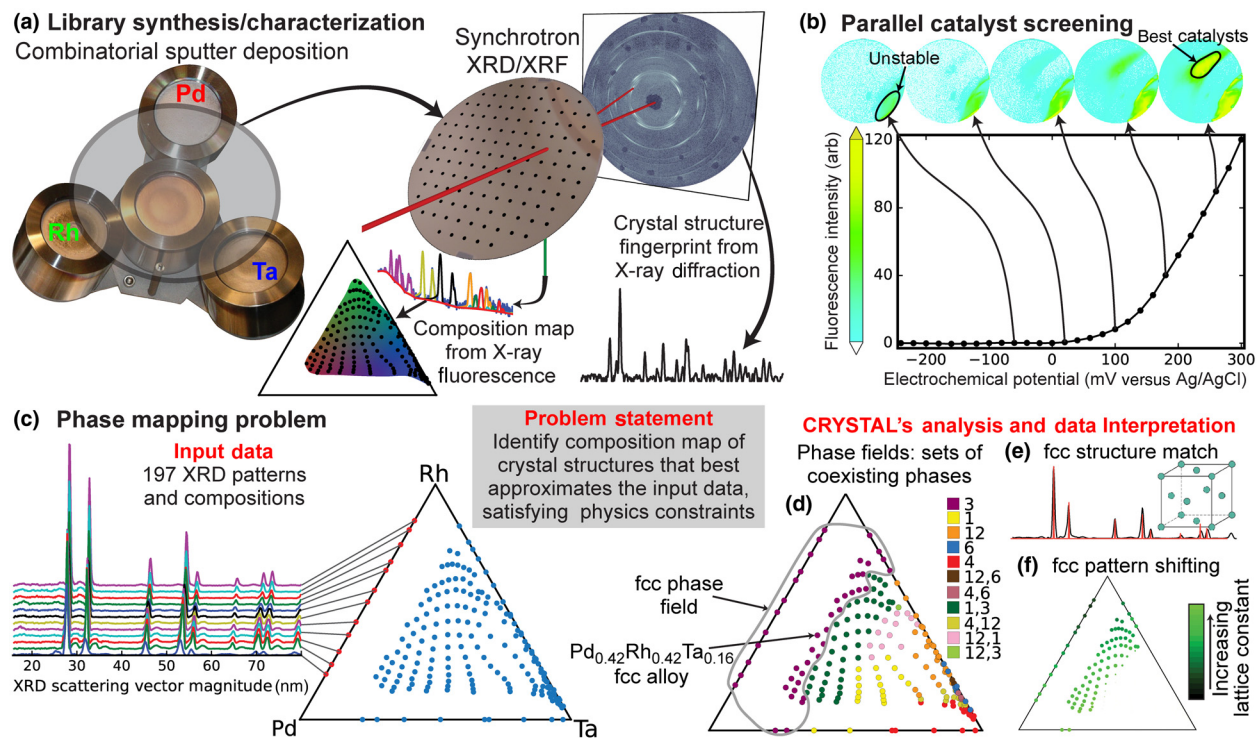 (a) Library synthesis/characterization
Combinatorial sputter deposition
Pd
Rh
Ta
Synchrotron
XRD/XRF
Composition map
from X-ray
fluorescence
Crystal structure
fingerprint from
X-ray diffraction
(b) Parallel catalyst screening
Unstable
Best catalysts
Fluorescence intensity (arb)
120
80
40
0
−200 −100 0 100 200 300
Electrochemical potential (mV versus Ag/AgCl)
(c) Phase mapping problem
Input data
197 XRD patterns
and compositions
20 30 40 50 60 70
XRD scattering vector magnitude (nm)
Rh
Pd
Ta
Problem statement
Identify composition map of
crystal structures that best
approximates the input data,
satisfying physics constraints
CRYSTAL's analysis and data Interpretation
Phase fields: sets of
coexisting phases
(d)
fcc phase
field
Pd0.42Rh0.42Ta0.16
fcc alloy
3
1
12
6
4
12,6
4,6
1,3
4,12
12,1
12,3
(e) fcc structure match
(f) fcc pattern shifting
Increasing
lattice constant